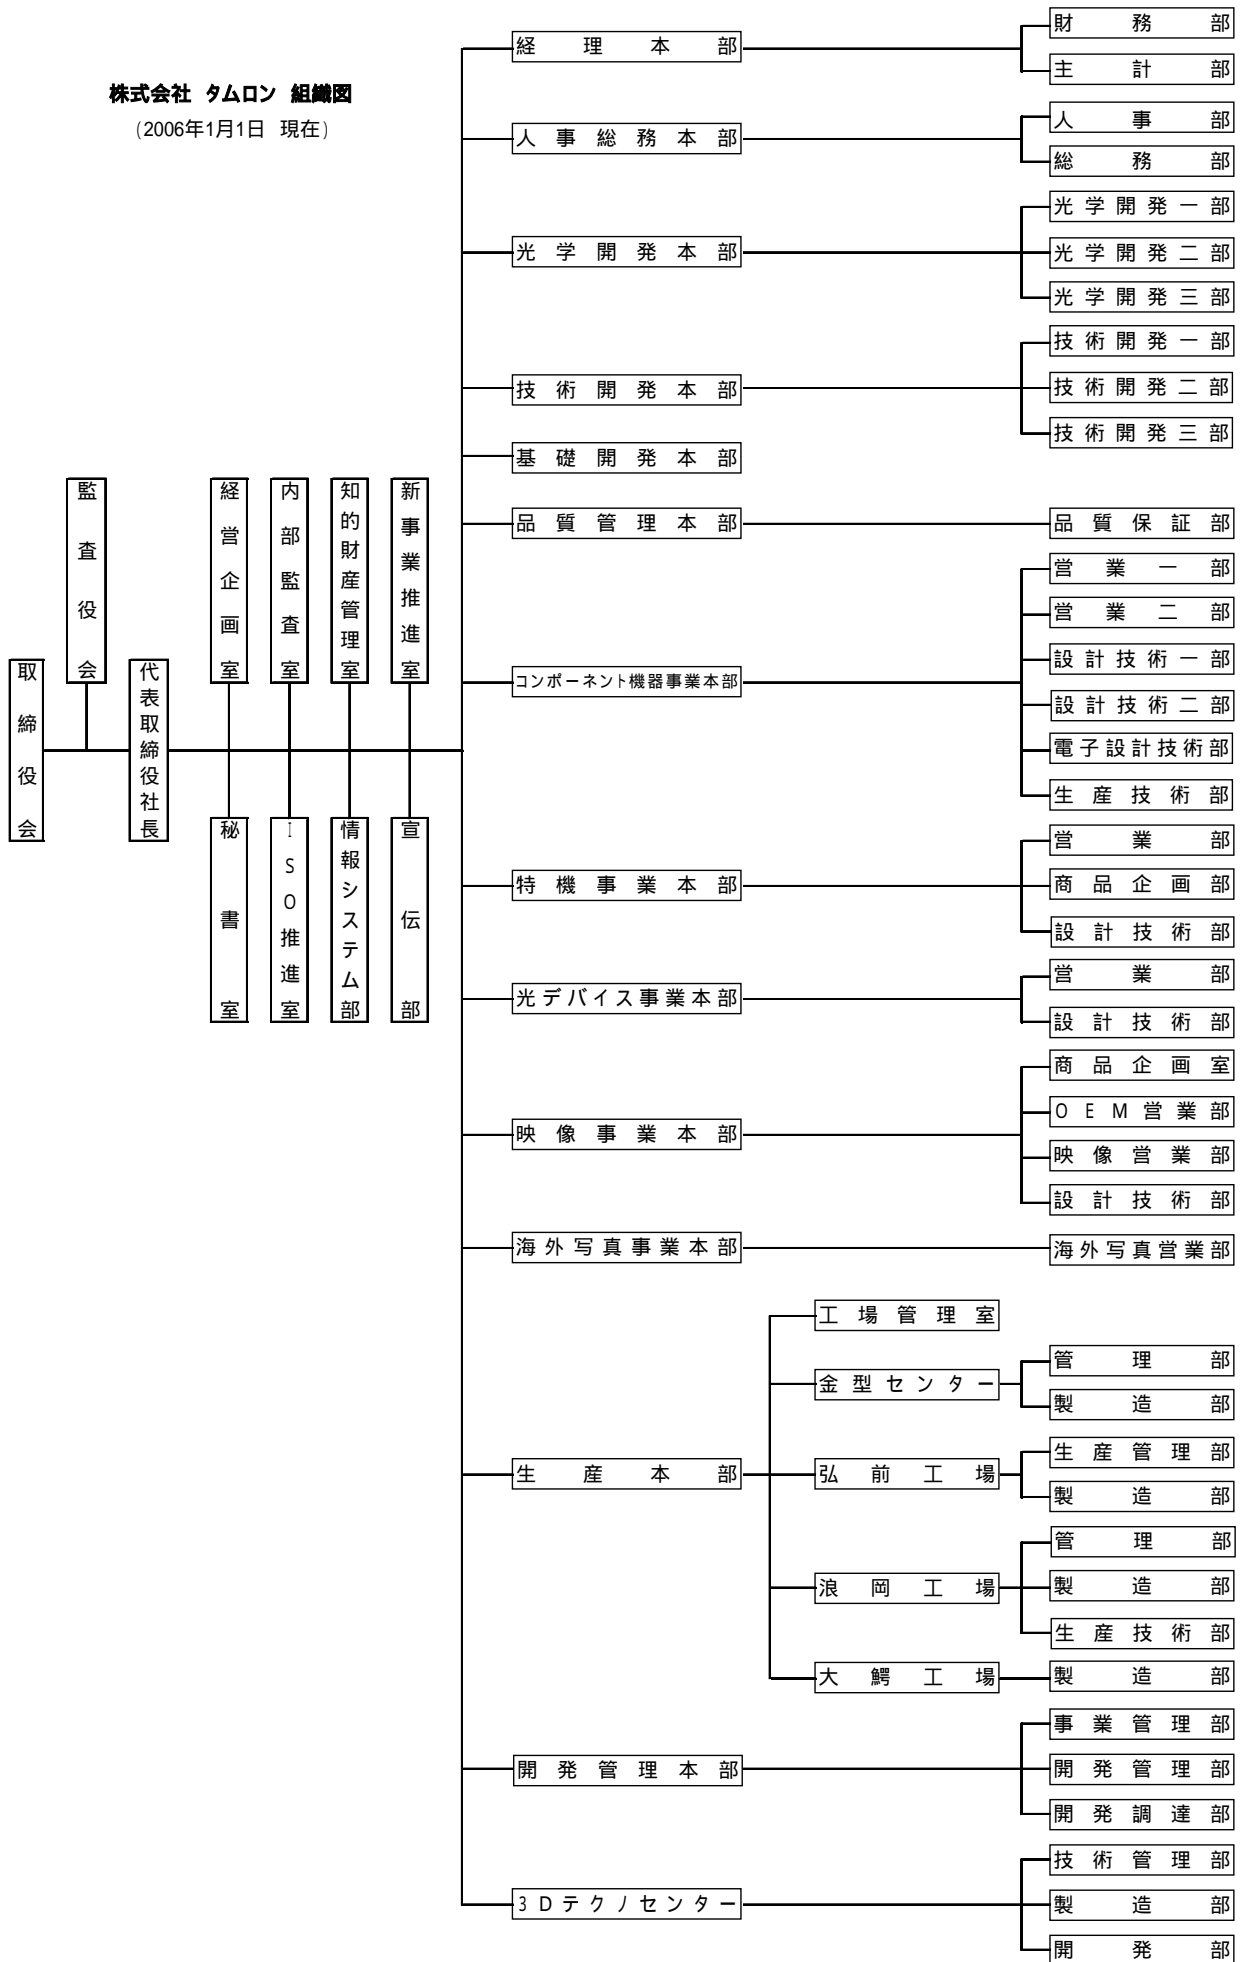 株式会社 タムロン 組織図
(2006年1月1日 現在)
取締役会
監査役会
代表取締役社長
経営企画室
内部監査室
知的財産管理室
新事業推進室
秘書室
ISO推進室
情報システム部
宣伝部
経理本部
財務部
主計部
人事総務本部
人事部
総務部
光学開発本部
光学開発一部
光学開発二部
光学開発三部
技術開発本部
技術開発一部
技術開発二部
技術開発三部
基礎開発本部
品質管理本部
品質保証部
コンポーネント機器事業本部
営業一部
営業二部
設計技術一部
設計技術二部
電子設計技術部
生産技術部
特機事業本部
営業部
商品企画部
設計技術部
光デバイス事業本部
営業部
設計技術部
映像事業本部
商品企画室
OEM営業部
映像営業部
設計技術部
海外写真事業本部
海外写真営業部
生産本部
工場管理室
金型センター
管理部
製造部
弘前工場
生産管理部
製造部
浪岡工場
管理部
製造部
生産技術部
大鰐工場
製造部
開発管理本部
事業管理部
開発管理部
開発調達部
3Dテクノセンター
技術管理部
製造部
開発部